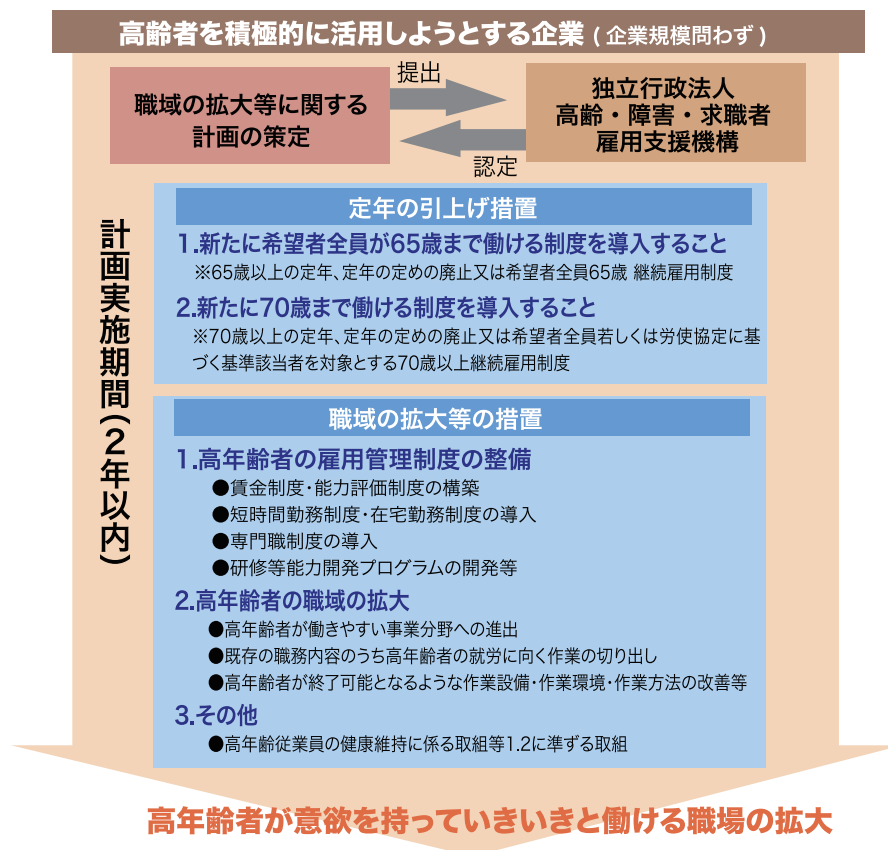 高齢者を積極的に活用しようとする企業 ( 企業規模問わず )
職域の拡大等に関する
計画の策定
提出
認定
独立行政法人
高齢・障害・求職者
雇用支援機構
計画実施期間(2年以内)
定年の引上げ措置
1.新たに希望者全員が65歳まで働ける制度を導入すること
※65歳以上の定年、定年の定めの廃止又は希望者全員65歳 継続雇用制度
2.新たに70歳まで働ける制度を導入すること
※70歳以上の定年、定年の定めの廃止又は希望者全員若しくは労使協定に基
づく基準該当者を対象とする70歳以上継続雇用制度
職域の拡大等の措置
1.高年齢者の雇用管理制度の整備
●賃金制度・能力評価制度の構築
●短時間勤務制度・在宅勤務制度の導入
●専門職制度の導入
●研修等能力開発プログラムの開発等
2.高年齢者の職域の拡大
●高年齢者が働きやすい事業分野への進出
●既存の職務内容のうち高年齢者の就労に向く作業の切り出し
●高年齢者が終了可能となるような作業設備・作業環境・作業方法の改善等
3.その他
●高年齢従業員の健康維持に係る取組等1.2に準ずる取組
高年齢者が意欲を持っていきいきと働ける職場の拡大